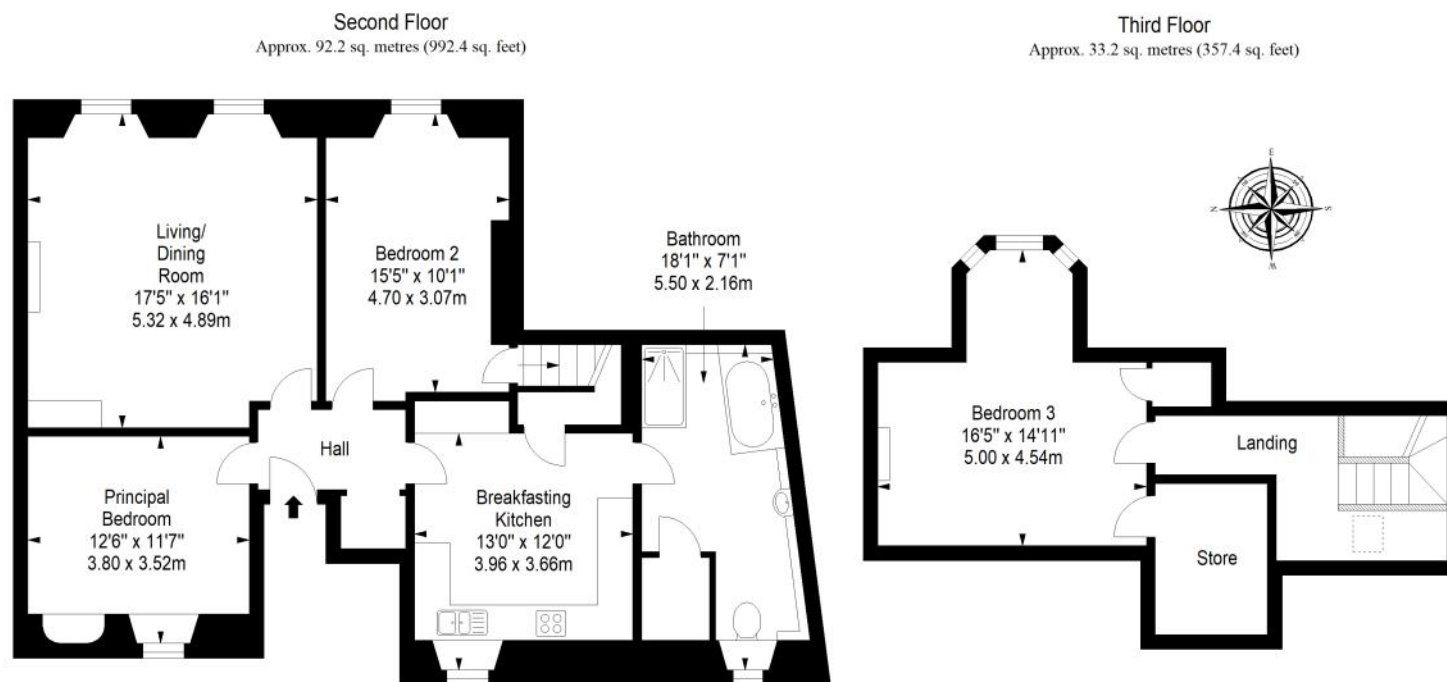 Second Floor
Approx. 92.2 sq. metres (992.4 sq. feet)
Third Floor
Approx. 33.2 sq. metres (357.4 sq. feet)
Living/
Dining
Room
17'5" x 16'1"
5.32 x 4.89m
Bedroom 2
15'5" x 10'1"
4.70 x 3.07m
Bathroom
18'1" x 7'1"
5.50 x 2.16m
Hall
Principal
Bedroom
12'6" x 11'7"
3.80 x 3.52m
Breakfasting
Kitchen
13'0" x 12'0"
3.96 x 3.66m
E
N
S
W
Bedroom 3
16'5" x 14'11"
5.00 x 4.54m
Landing
Store